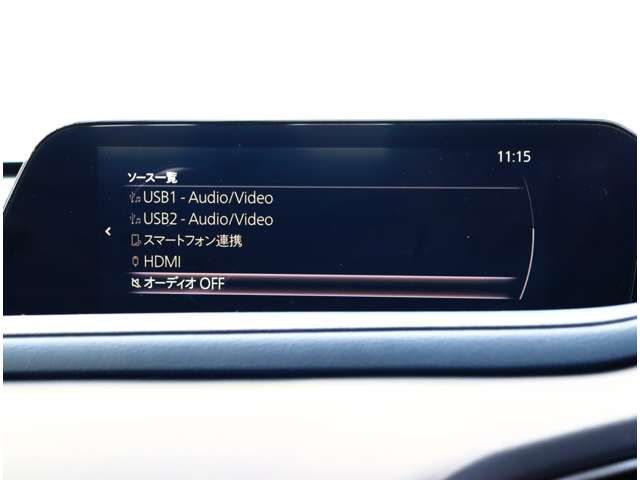 11:15
ソース一覧
USB1 - Audio/Video
USB2 - Audio/Video
スマートフォン連携
HDMI
オーディオ OFF